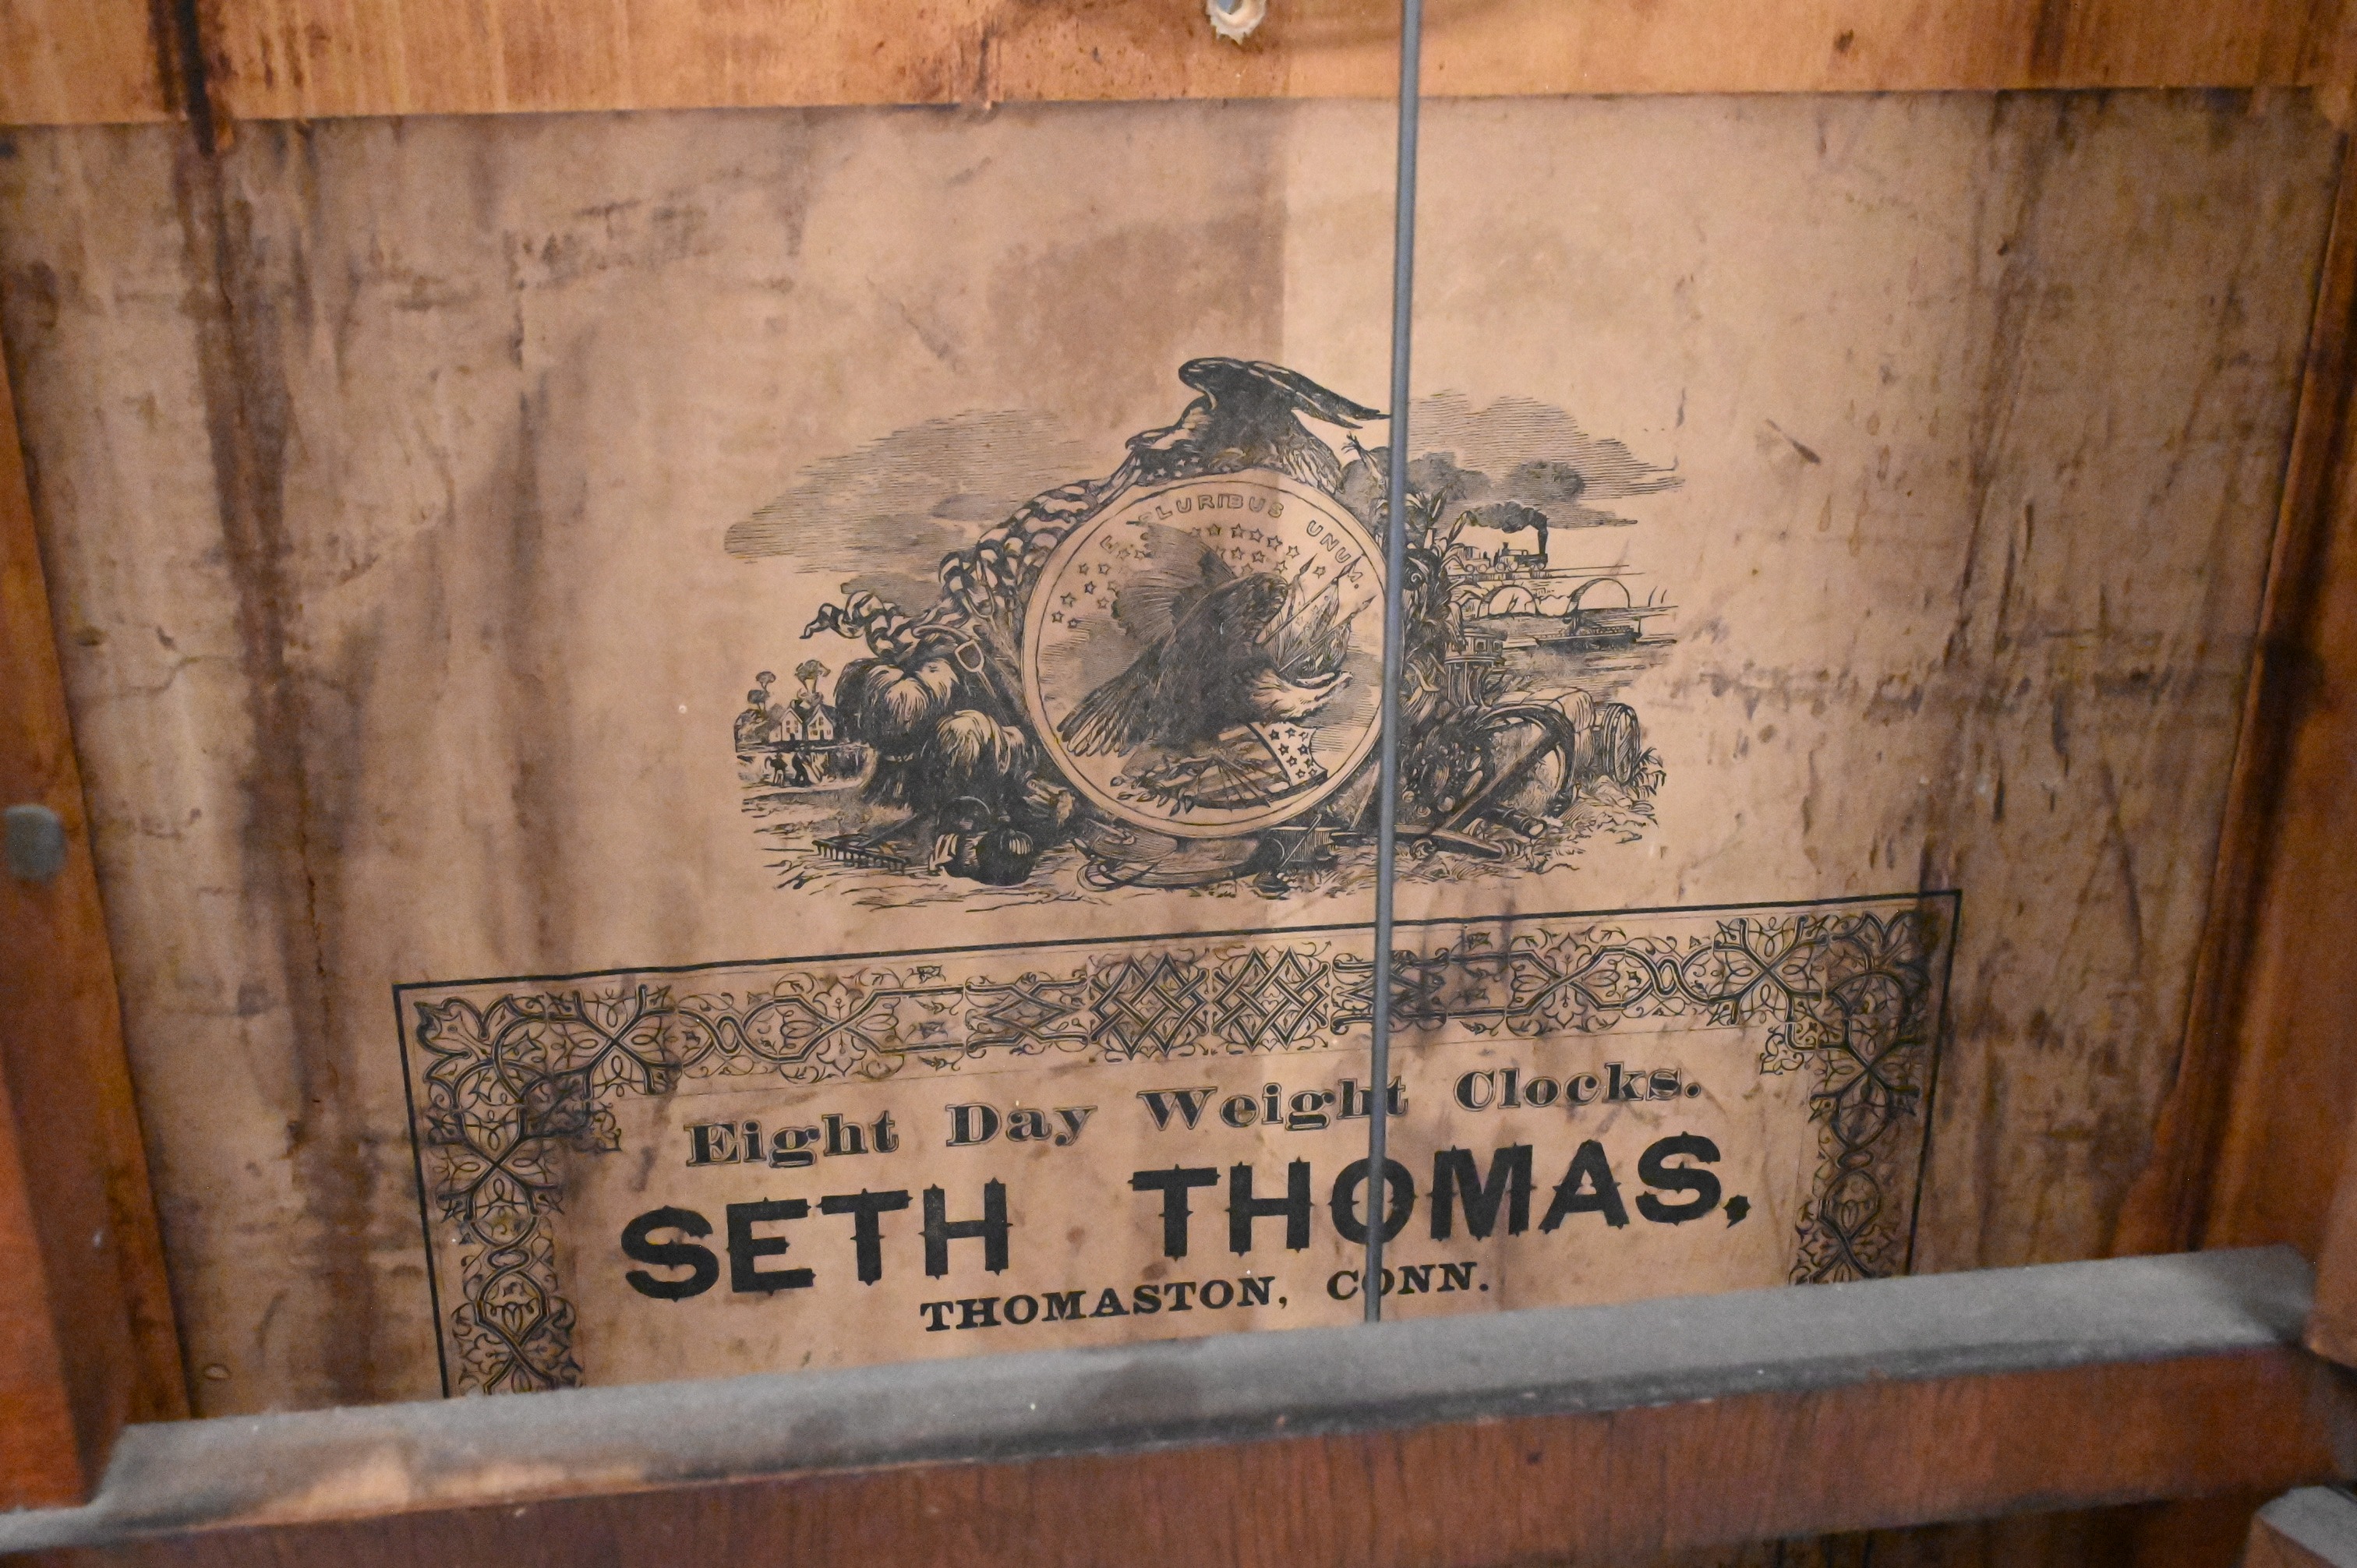 E PLURIBUS UNUM.
Eight Day Weight Clocks.
SETH THOMAS,
THOMASTON, CONN.